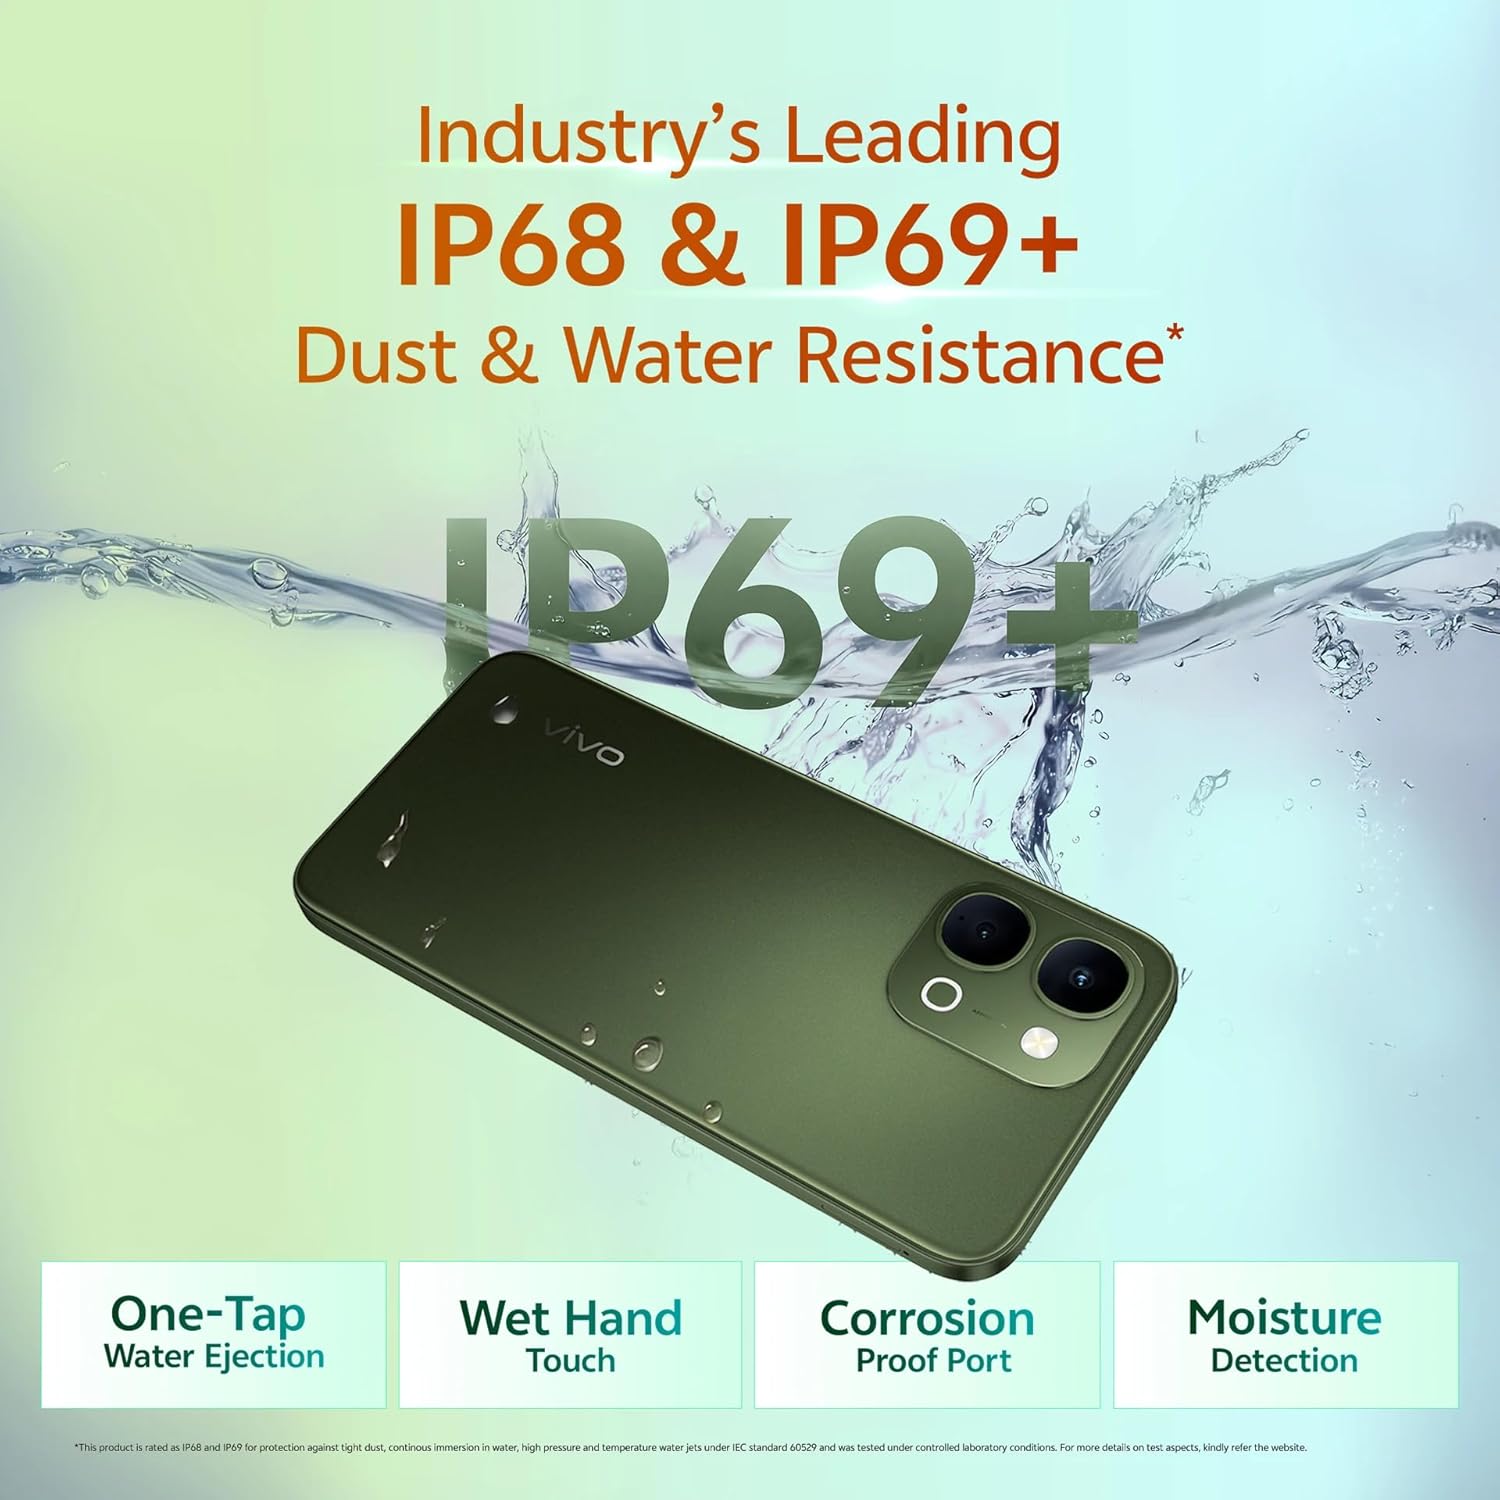 Industry's Leading
IP68 & IP69+
Dust & Water Resistance*
IP69+
vivo
One-Tap
Water Ejection
Wet Hand
Touch
Corrosion
Proof Port
Moisture
Detection
*This product is rated as IP68 and IP69 for protection against tight dust, continous immersion in water, high pressure and temperature water jets under IEC standard 60529 and was tested under controlled laboratory conditions. For more details on test aspects, kindly refer the website.